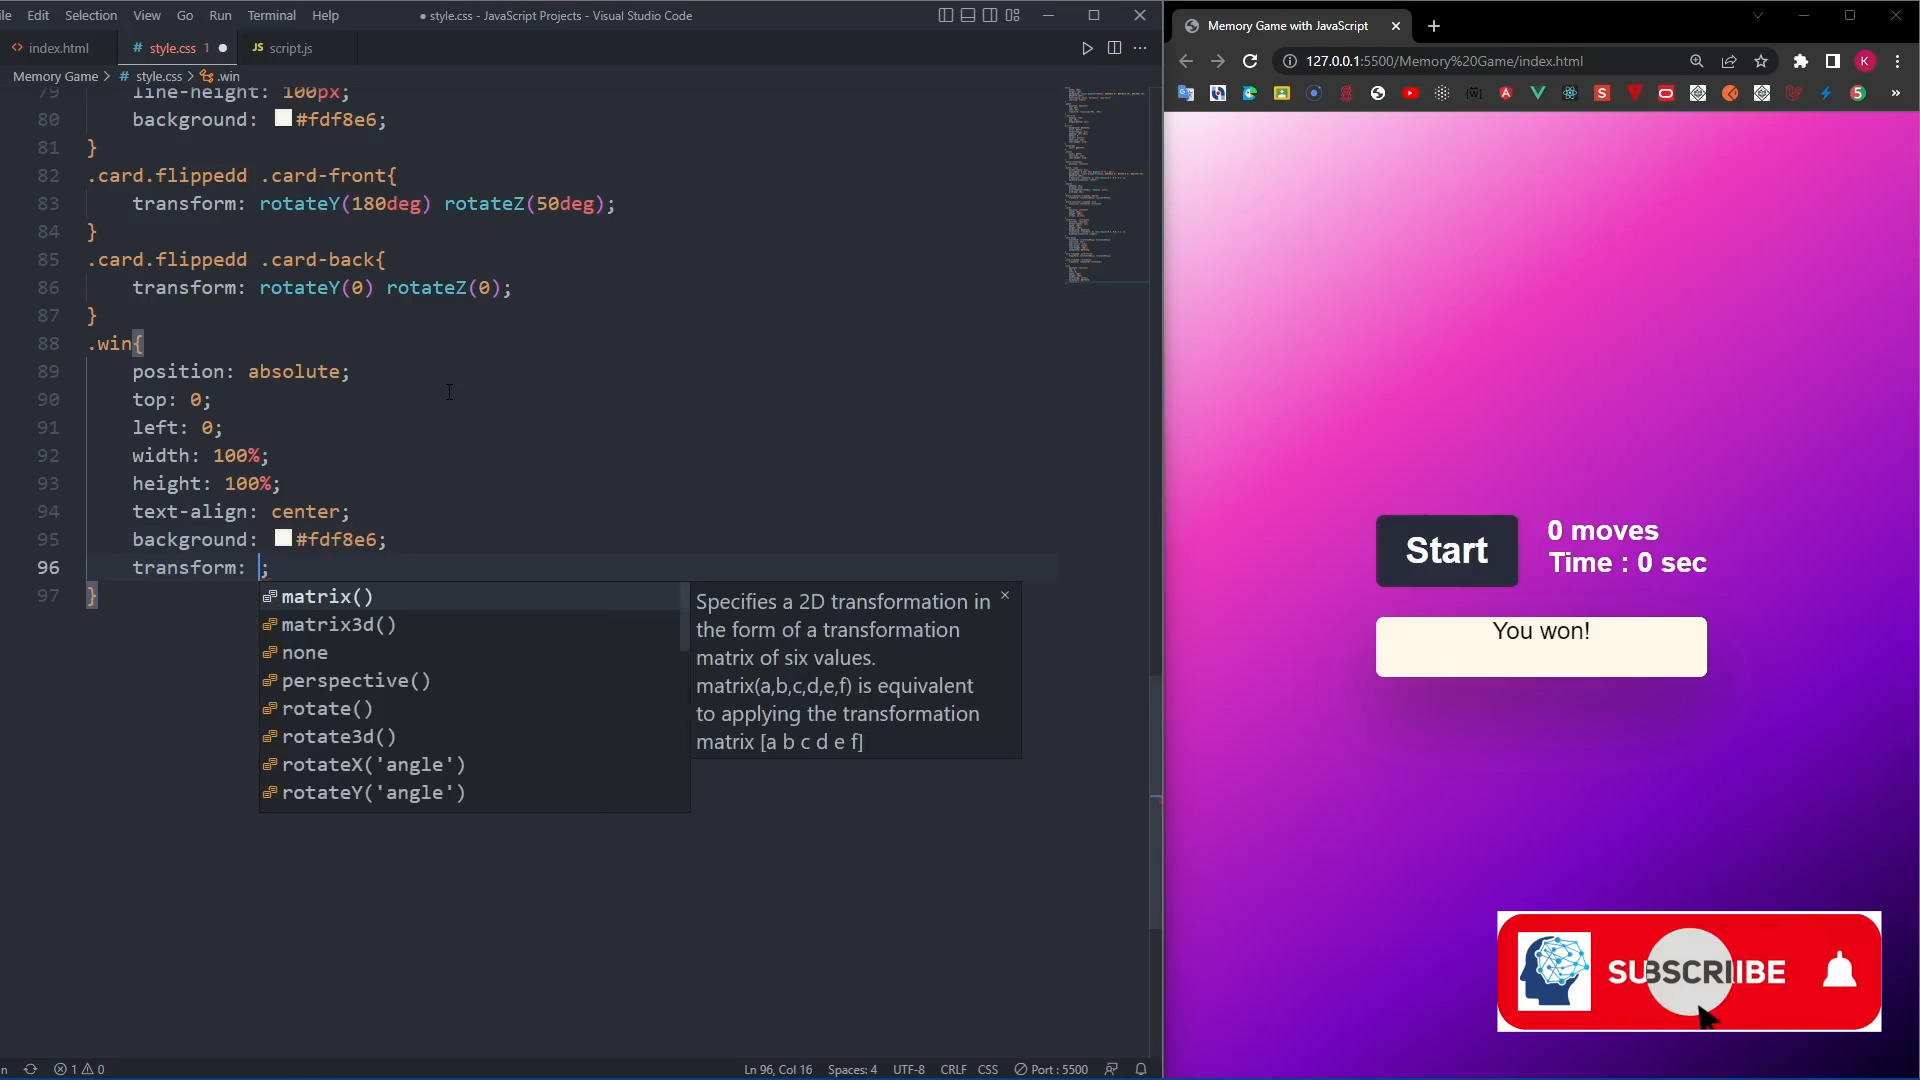 ile Edit Selection View Go Run Terminal Help
● style.css - JavaScript Projects - Visual Studio Code
<> index.html
# style.css 1
JS script.js
Memory Game > # style.css > .win
79 line-height: 100px;
80 background: #fdf8e6;
81 }
82 .card.flippedd .card-front{
83 transform: rotateY(180deg) rotateZ(50deg);
84 }
85 .card.flippedd .card-back{
86 transform: rotateY(0) rotateZ(0);
87 }
88 .win{
89 position: absolute;
90 top: 0;
91 left: 0;
92 width: 100%;
93 height: 100%;
94 text-align: center;
95 background: #fdf8e6;
96 transform: ;
97 }
matrix()
matrix3d()
none
perspective()
rotate()
rotate3d()
rotateX('angle')
rotateY('angle')
Specifies a 2D transformation in
the form of a transformation
matrix of six values.
matrix(a,b,c,d,e,f) is equivalent
to applying the transformation
matrix [a b c d e f]
n 1 0
Ln 96, Col 16 Spaces: 4 UTF-8 CRLF CSS Port : 5500
Memory Game with JavaScript
127.0.0.1:5500/Memory%20Game/index.html
K
Start
0 moves
Time : 0 sec
You won!